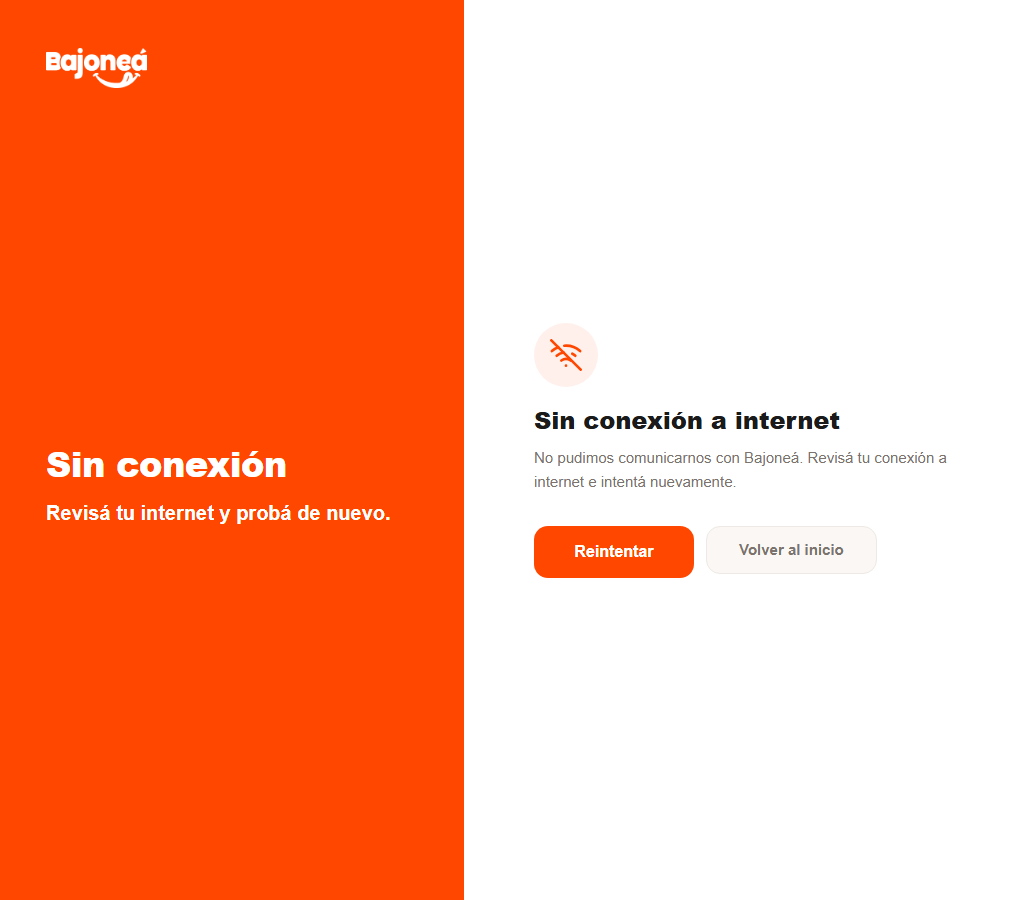 Bajoneá
Sin conexión
Revisá tu internet y probá de nuevo.
Sin conexión a internet
No pudimos comunicarnos con Bajoneá. Revisá tu conexión a
internet e intentá nuevamente.
Reintentar
Volver al inicio